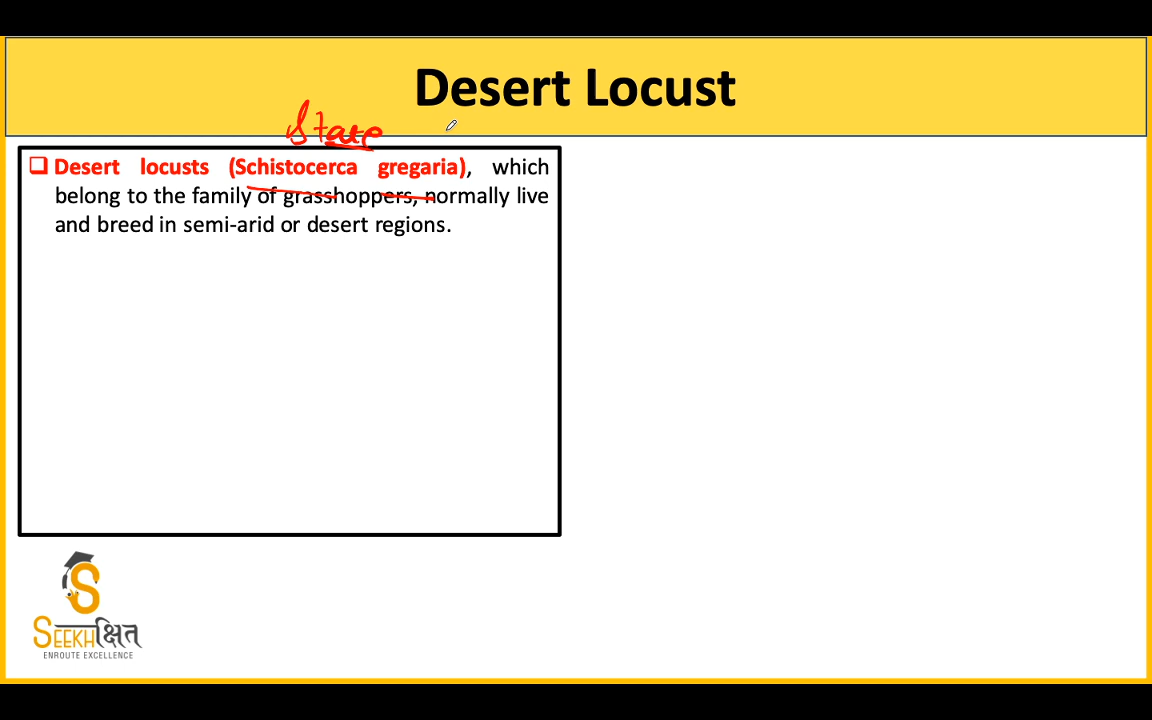 Desert Locust
State
❑ Desert locusts (Schistocerca gregaria), which
belong to the family of grasshoppers, normally live
and breed in semi-arid or desert regions.
SEEKHक्षित
ENROUTE EXCELLENCE